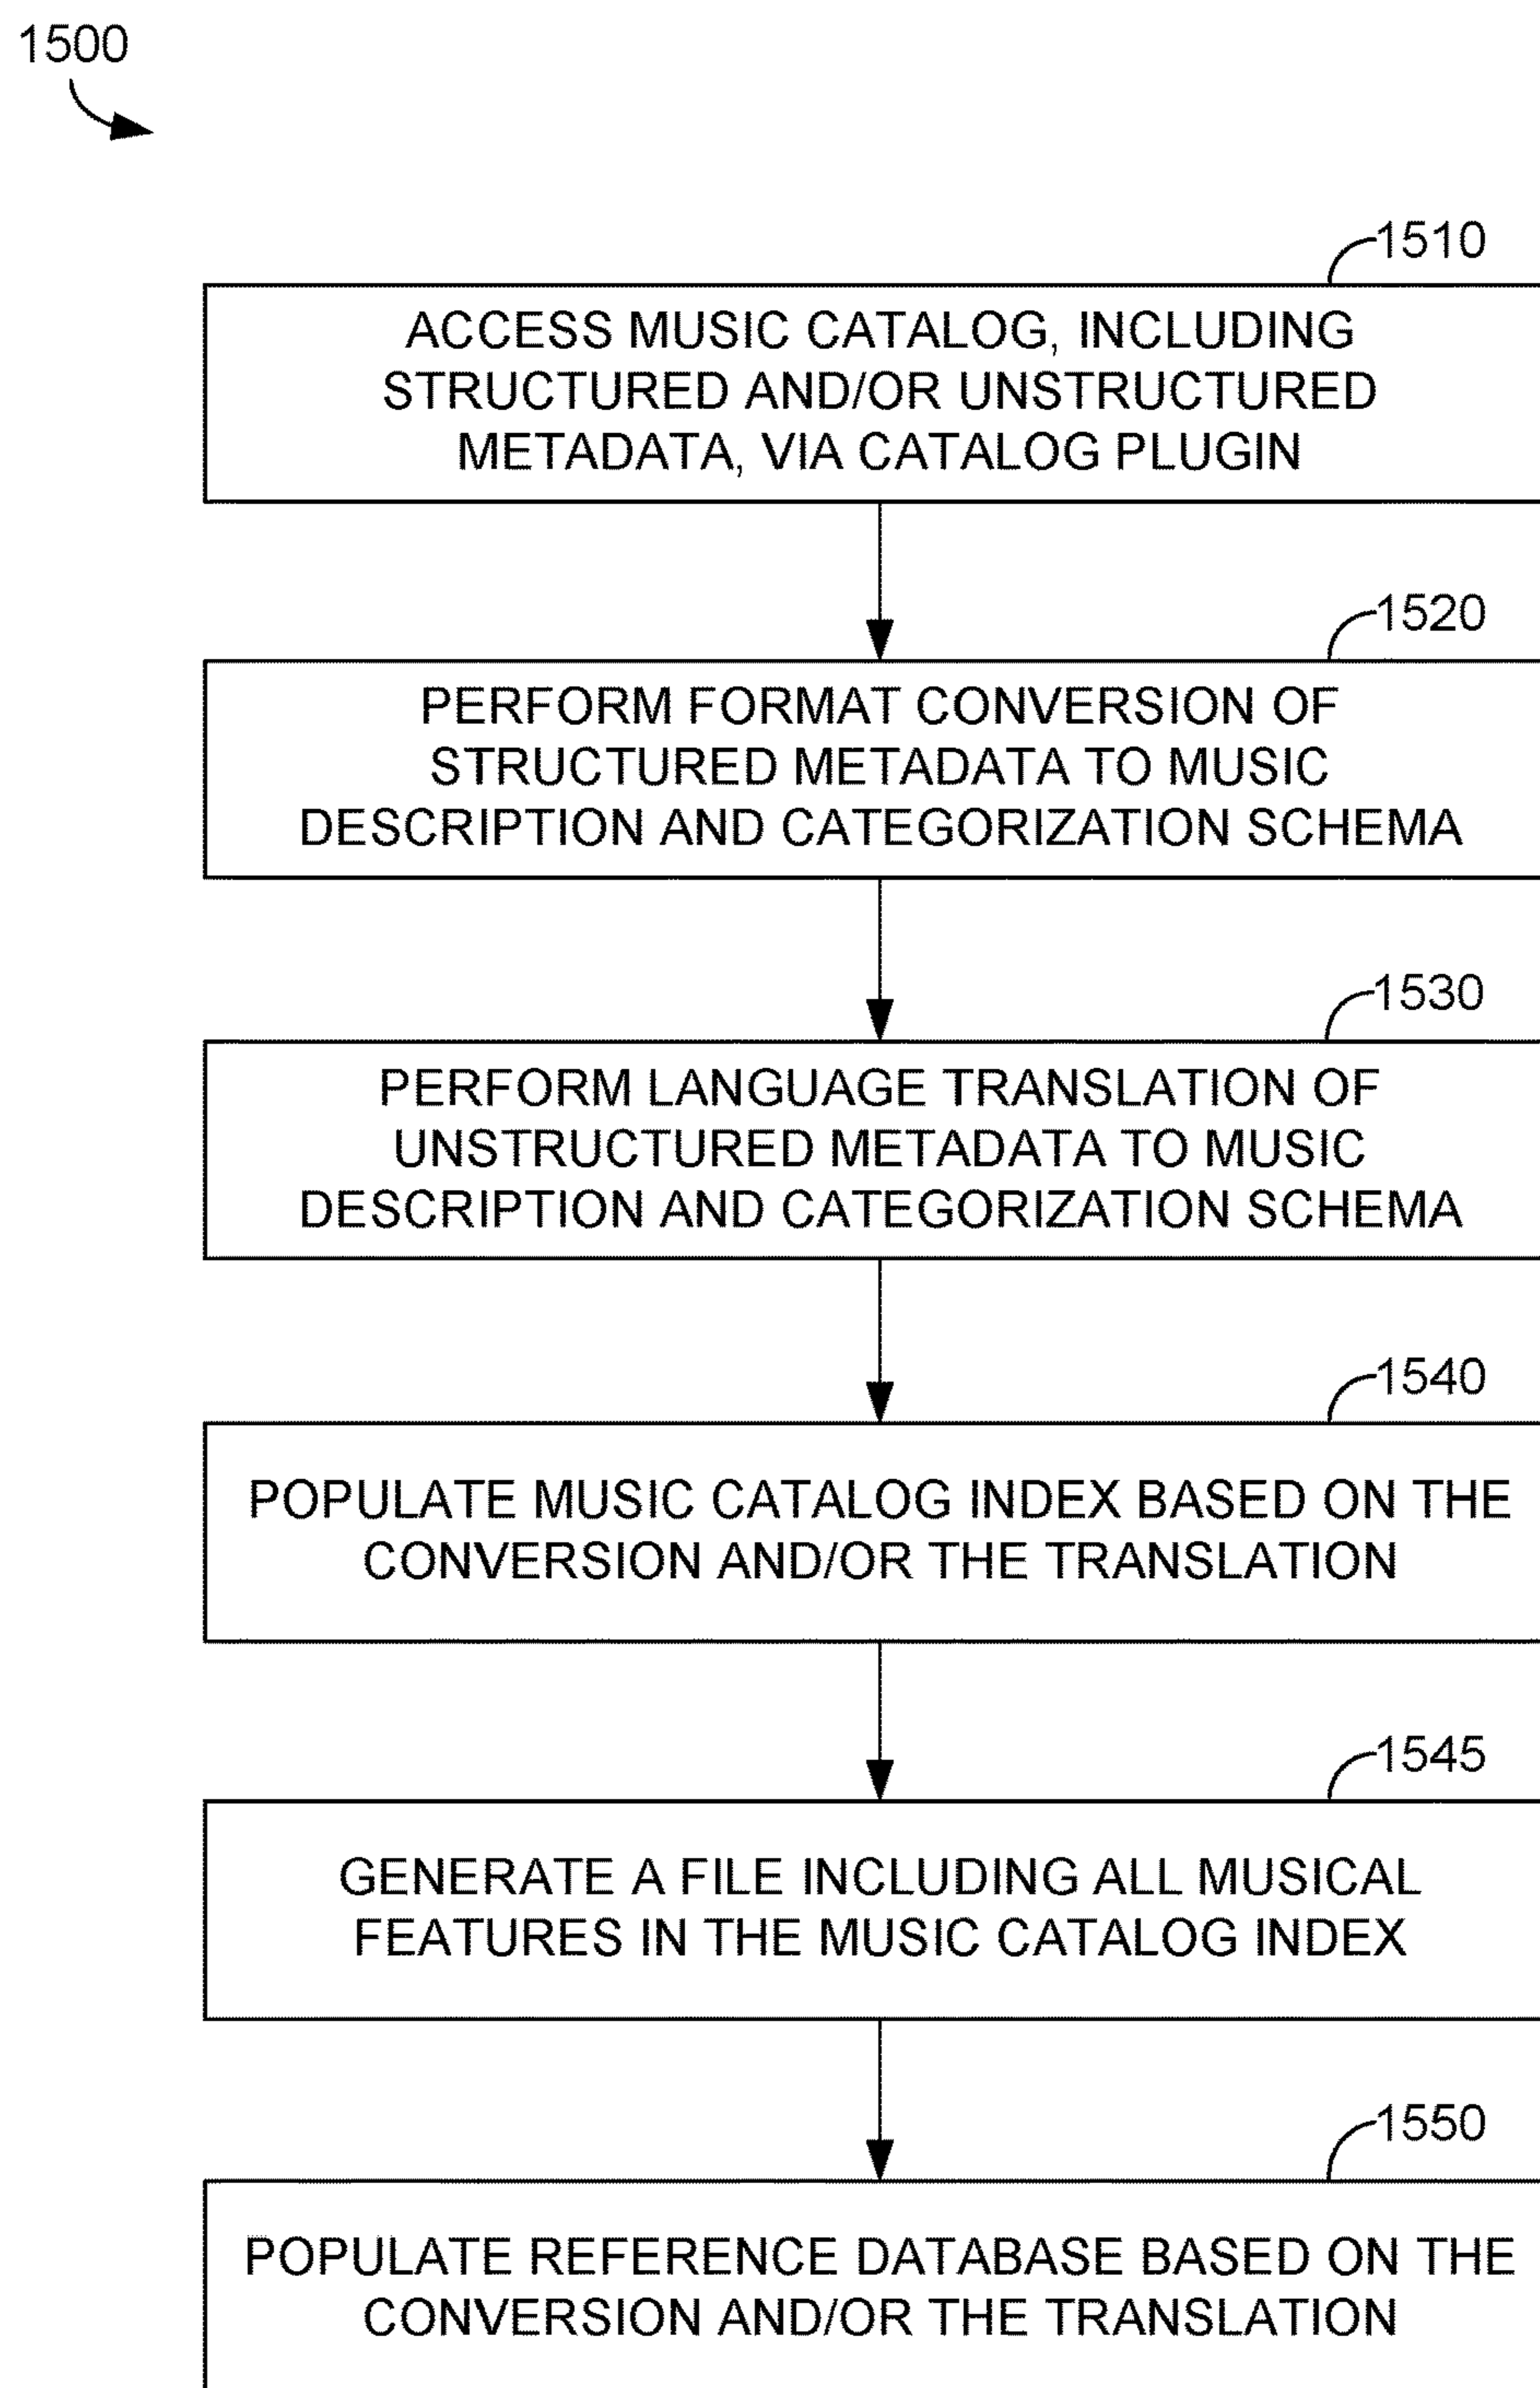 1500
1510
ACCESS MUSIC CATALOG, INCLUDING
STRUCTURED AND/OR UNSTRUCTURED
METADATA, VIA CATALOG PLUGIN
1520
PERFORM FORMAT CONVERSION OF
STRUCTURED METADATA TO MUSIC
DESCRIPTION AND CATEGORIZATION SCHEMA
1530
PERFORM LANGUAGE TRANSLATION OF
UNSTRUCTURED METADATA TO MUSIC
DESCRIPTION AND CATEGORIZATION SCHEMA
1540
POPULATE MUSIC CATALOG INDEX BASED ON THE
CONVERSION AND/OR THE TRANSLATION
1545
GENERATE A FILE INCLUDING ALL MUSICAL
FEATURES IN THE MUSIC CATALOG INDEX
1550
POPULATE REFERENCE DATABASE BASED ON THE
CONVERSION AND/OR THE TRANSLATION